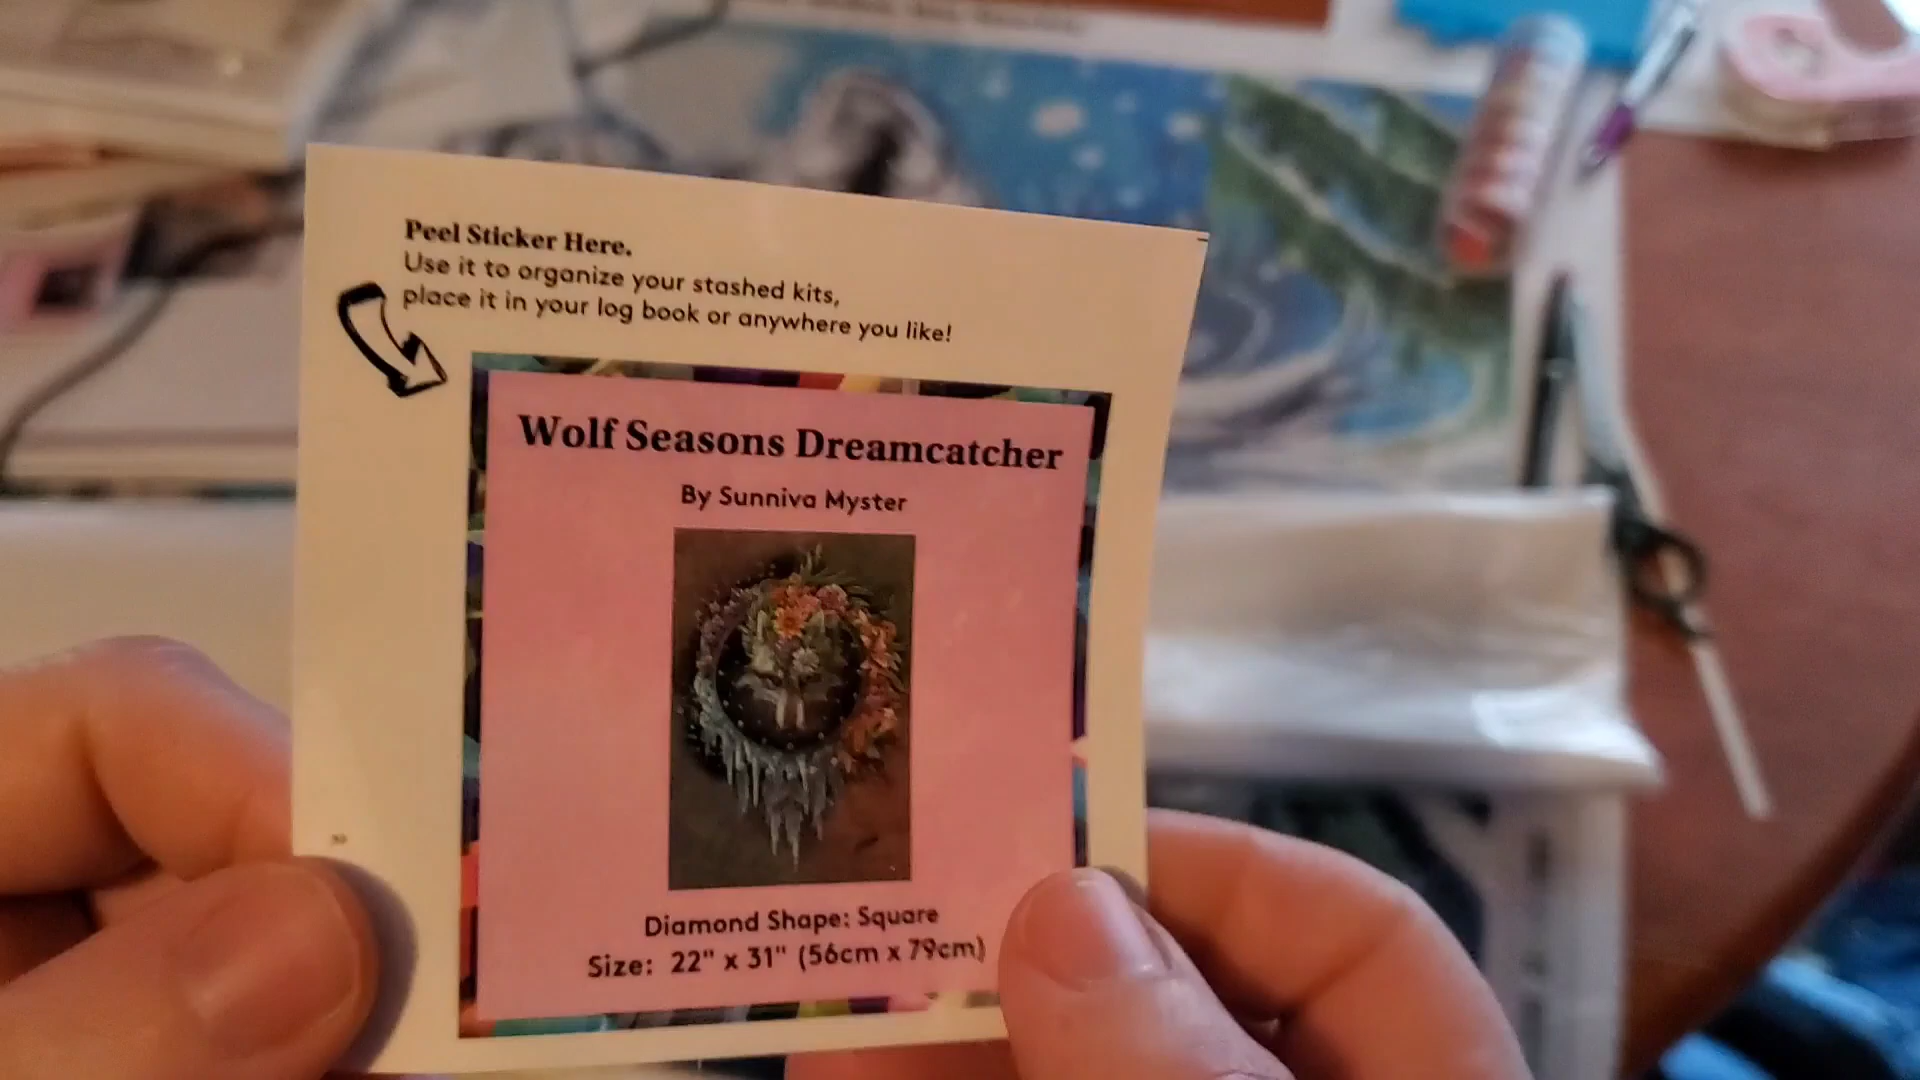 Peel Sticker Here.
Use it to organize your stashed kits,
place it in your log book or anywhere you like!
Wolf Seasons Dreamcatcher
By Sunniva Myster
Diamond Shape: Square
Size: 22" x 31" (56cm x 79cm)